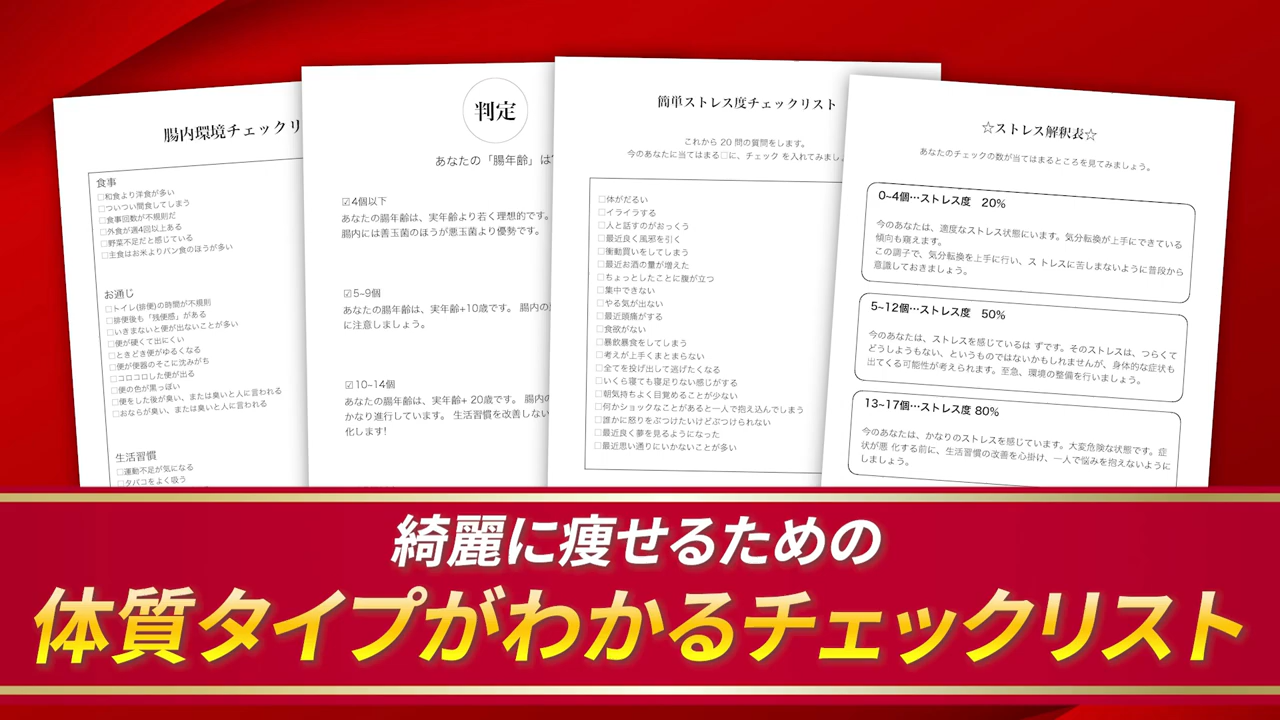 腸内環境チェックリ
食事
□和食より洋食が多い
□ついつい間食してしまう
□食事回数が不規則だ
□外食が週4回以上ある
□野菜不足だと感じている
□主食はお米よりパン食のほうが多い
お通じ
□トイレ(排便)の時間が不規則
□排便後も「残便感」がある
□いきまないと便が出ないことが多い
□便が硬くて出にくい
□ときどき便がゆるくなる
□便が便器のそこに沈みがち
□コロコロした便が出る
□便の色が黒っぽい
□便をした後が臭い、または臭いと人に言われる
□おならが臭い、または臭いと人に言われる
生活習慣
□運動不足が気になる
□タバコをよく吸う
判定
あなたの「腸年齢」は
☑4個以下
あなたの腸年齢は、実年齢より若く理想的です。
腸内には善玉菌のほうが悪玉菌より優勢です。
☑5~9個
あなたの腸年齢は、実年齢+10歳です。 腸内の
に注意しましょう。
☑10~14個
あなたの腸年齢は、実年齢+ 20歳です。 腸内の
かなり進行しています。 生活習慣を改善しない
化します!
簡単ストレス度チェックリスト
これから 20 問の質問をします。
今のあなたに当てはまる□に、チェック を入れてみまし
□体がだるい
□イライラする
□人と話すのがおっくう
□最近良く風邪を引く
□衝動買いをしてしまう
□最近お酒の量が増えた
□ちょっとしたことに腹が立つ
□集中できない
□やる気が出ない
□最近頭痛がする
□食欲がない
□暴飲暴食をしてしまう
□考えが上手くまとまらない
□全てを投げ出して逃げたくなる
□いくら寝ても寝足りない感じがする
□朝気持ちよく目覚めることが少ない
□何かショックなことがあると一人で抱え込んでしまう
□誰かに怒りをぶつけたいけどぶつけられない
□最近良く夢を見るようになった
□最近思い通りにいかないことが多い
☆ストレス解釈表☆
あなたのチェックの数が当てはまるところを見てみましょう。
0~4個…ストレス度 20%
今のあなたは、適度なストレス状態にいます。気分転換が上手にできている
傾向も窺えます。
この調子で、気分転換を上手に行い、ス トレスに苦しまないように普段から
意識しておきましょう。
5~12個…ストレス度 50%
今のあなたは、ストレスを感じているは ずです。そのストレスは、つらくて
どうしようもない、というものではないかもしれませんが、身体的な症状も
出てくる可能性が考えられます。至急、環境の整備を行いましょう。
13~17個…ストレス度 80%
今のあなたは、かなりのストレスを感じています。大変危険な状態です。症
状が悪 化する前に、生活習慣の改善を心掛け、一人で悩みを抱えないように
しましょう。
綺麗に痩せるための
体質タイプがわかるチェックリスト